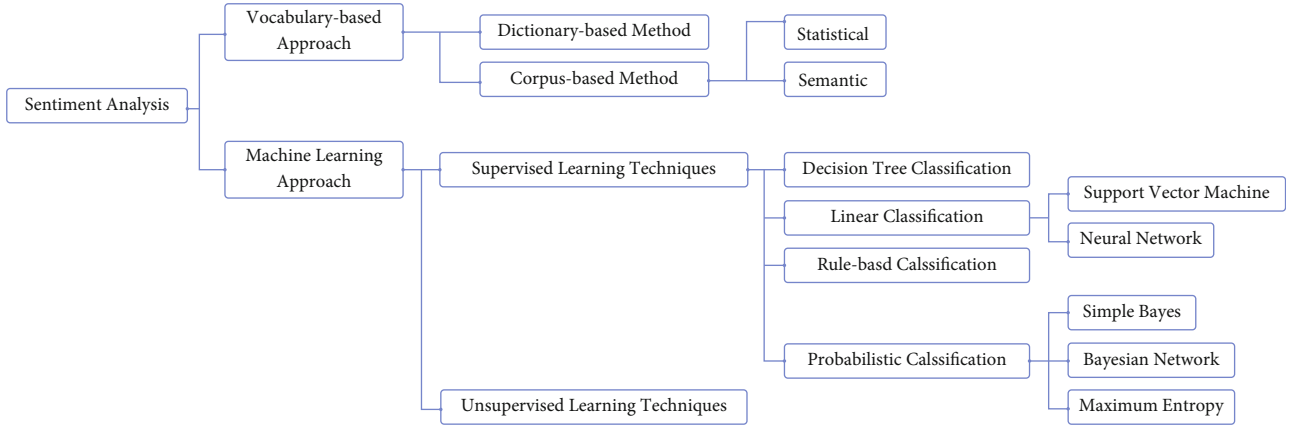 Sentiment Analysis
Vocabulary-based
Approach
Dictionary-based Method
Corpus-based Method
Statistical
Semantic
Machine Learning
Approach
Supervised Learning Techniques
Decision Tree Classification
Linear Classification
Support Vector Machine
Neural Network
Rule-basd Calssification
Probabilistic Calssification
Simple Bayes
Bayesian Network
Maximum Entropy
Unsupervised Learning Techniques